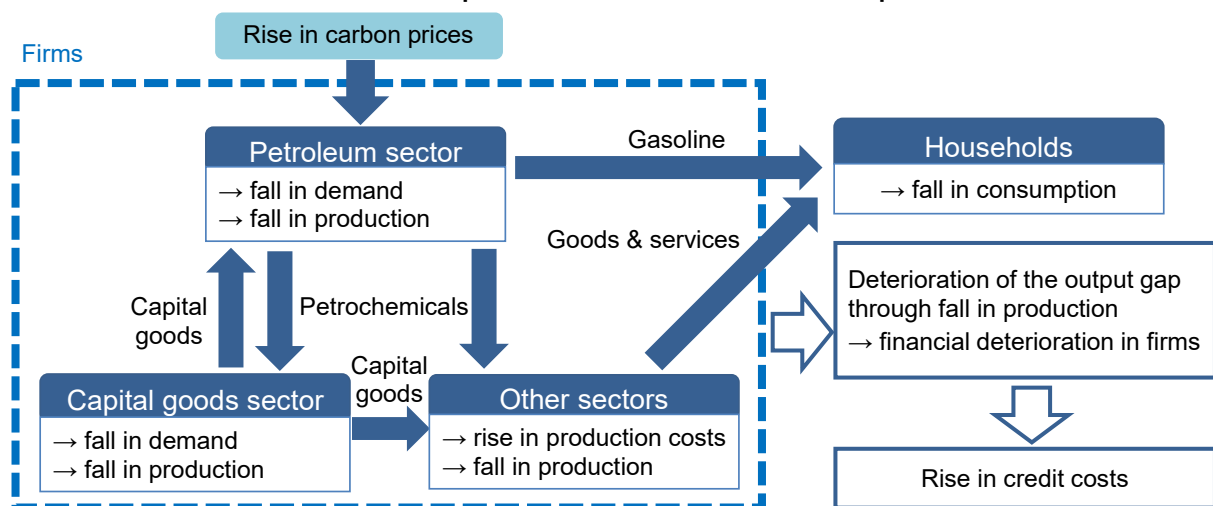 Rise in carbon prices
Firms
Petroleum sector
→ fall in demand
→ fall in production
Gasoline
Households
→ fall in consumption
Goods & services
Capital
goods
Petrochemicals
Capital
goods
Deterioration of the output gap
through fall in production
→ financial deterioration in firms
Capital goods sector
→ fall in demand
→ fall in production
Other sectors
→ rise in production costs
→ fall in production
Rise in credit costs